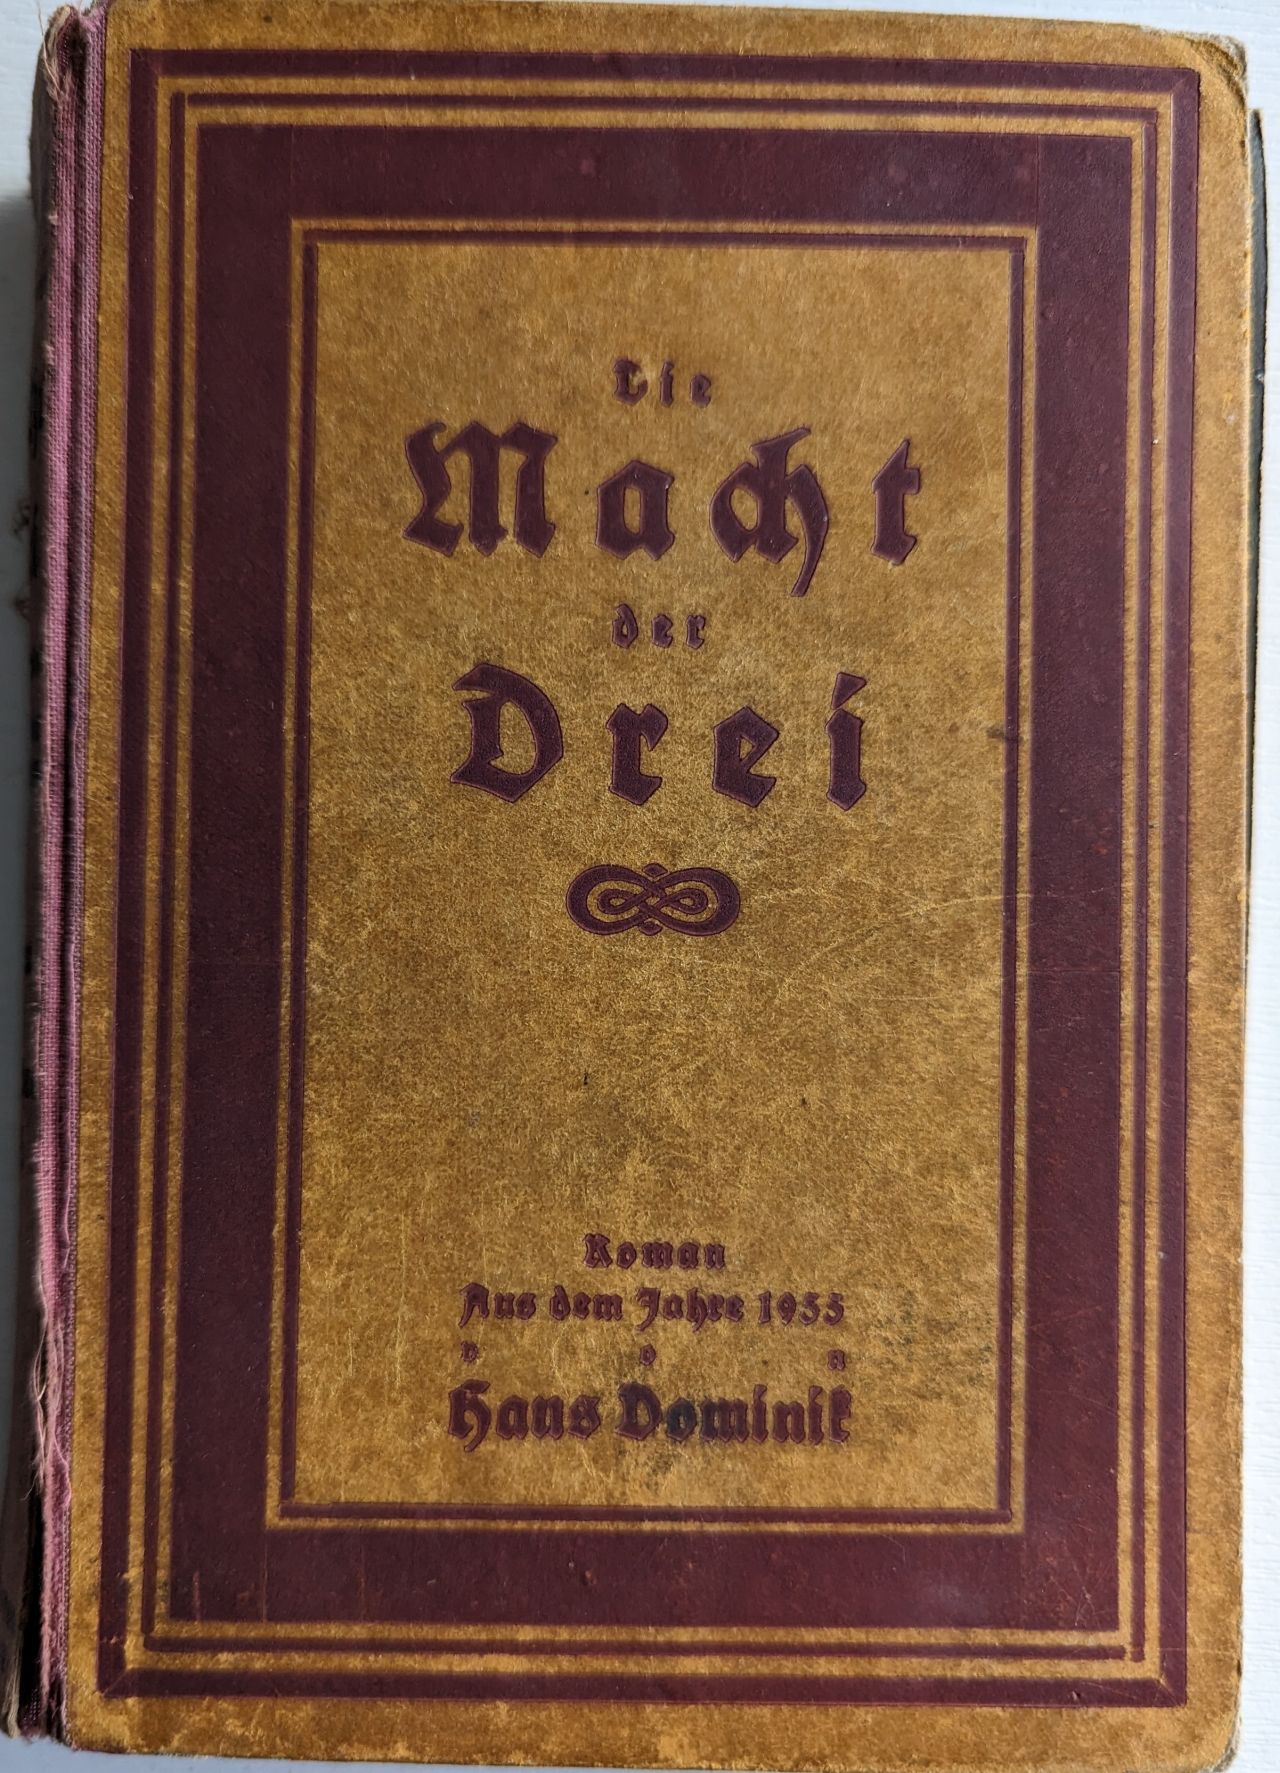 Die
Macht
der
Drei
Roman
Aus dem Jahre 1955
von
Hans Dominik